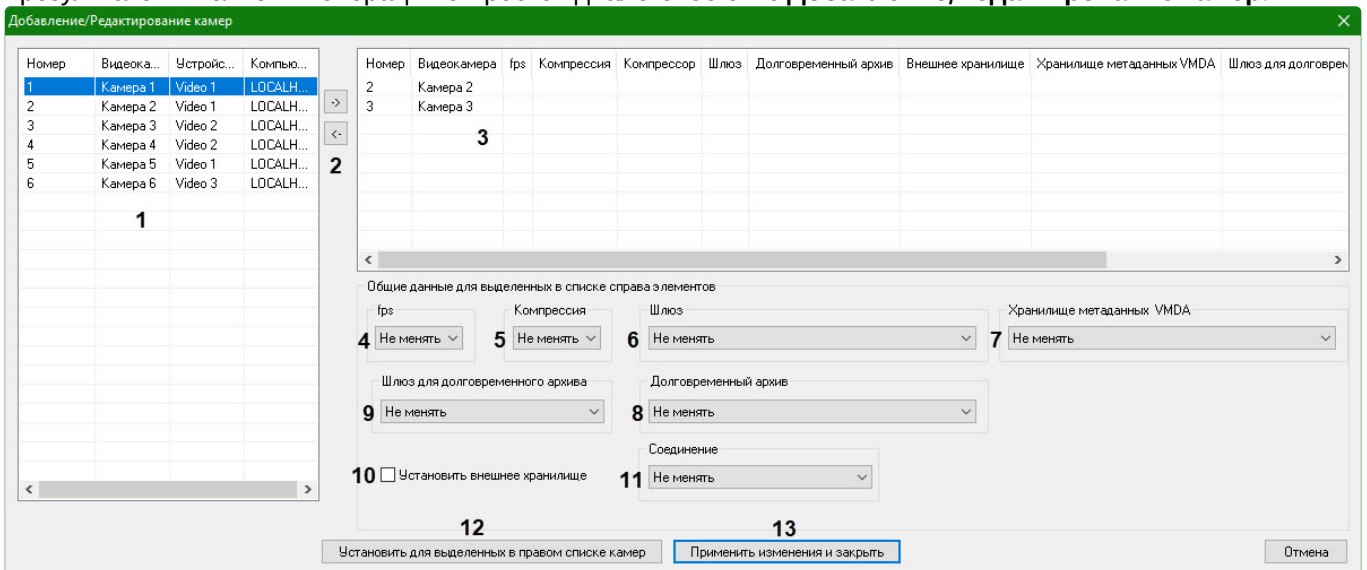 Добавление/Редактирование камер
Номер Видеока... Устройс... Компью...
1 Камера 1 Video 1 LOCALH...
2 Камера 2 Video 1 LOCALH...
3 Камера 3 Video 2 LOCALH...
4 Камера 4 Video 2 LOCALH...
5 Камера 5 Video 1 LOCALH...
6 Камера 6 Video 3 LOCALH...
1
->
<-
2
Номер Видеокамера fps Компрессия Компрессор Шлюз Долговременный архив Внешнее хранилище Хранилище метаданных VMDA Шлюз для долговрем
2 Камера 2
3 Камера 3
3
Общие данные для выделенных в списке справа элементов
fps Компрессия Шлюз Хранилище метаданных VMDA
4 Не менять 5 Не менять 6 Не менять 7 Не менять
Шлюз для долговременного архива Долговременный архив
9 Не менять 8 Не менять
Соединение
10 Установить внешнее хранилище 11 Не менять
12 13
Установить для выделенных в правом списке камер Применить изменения и закрыть Отмена